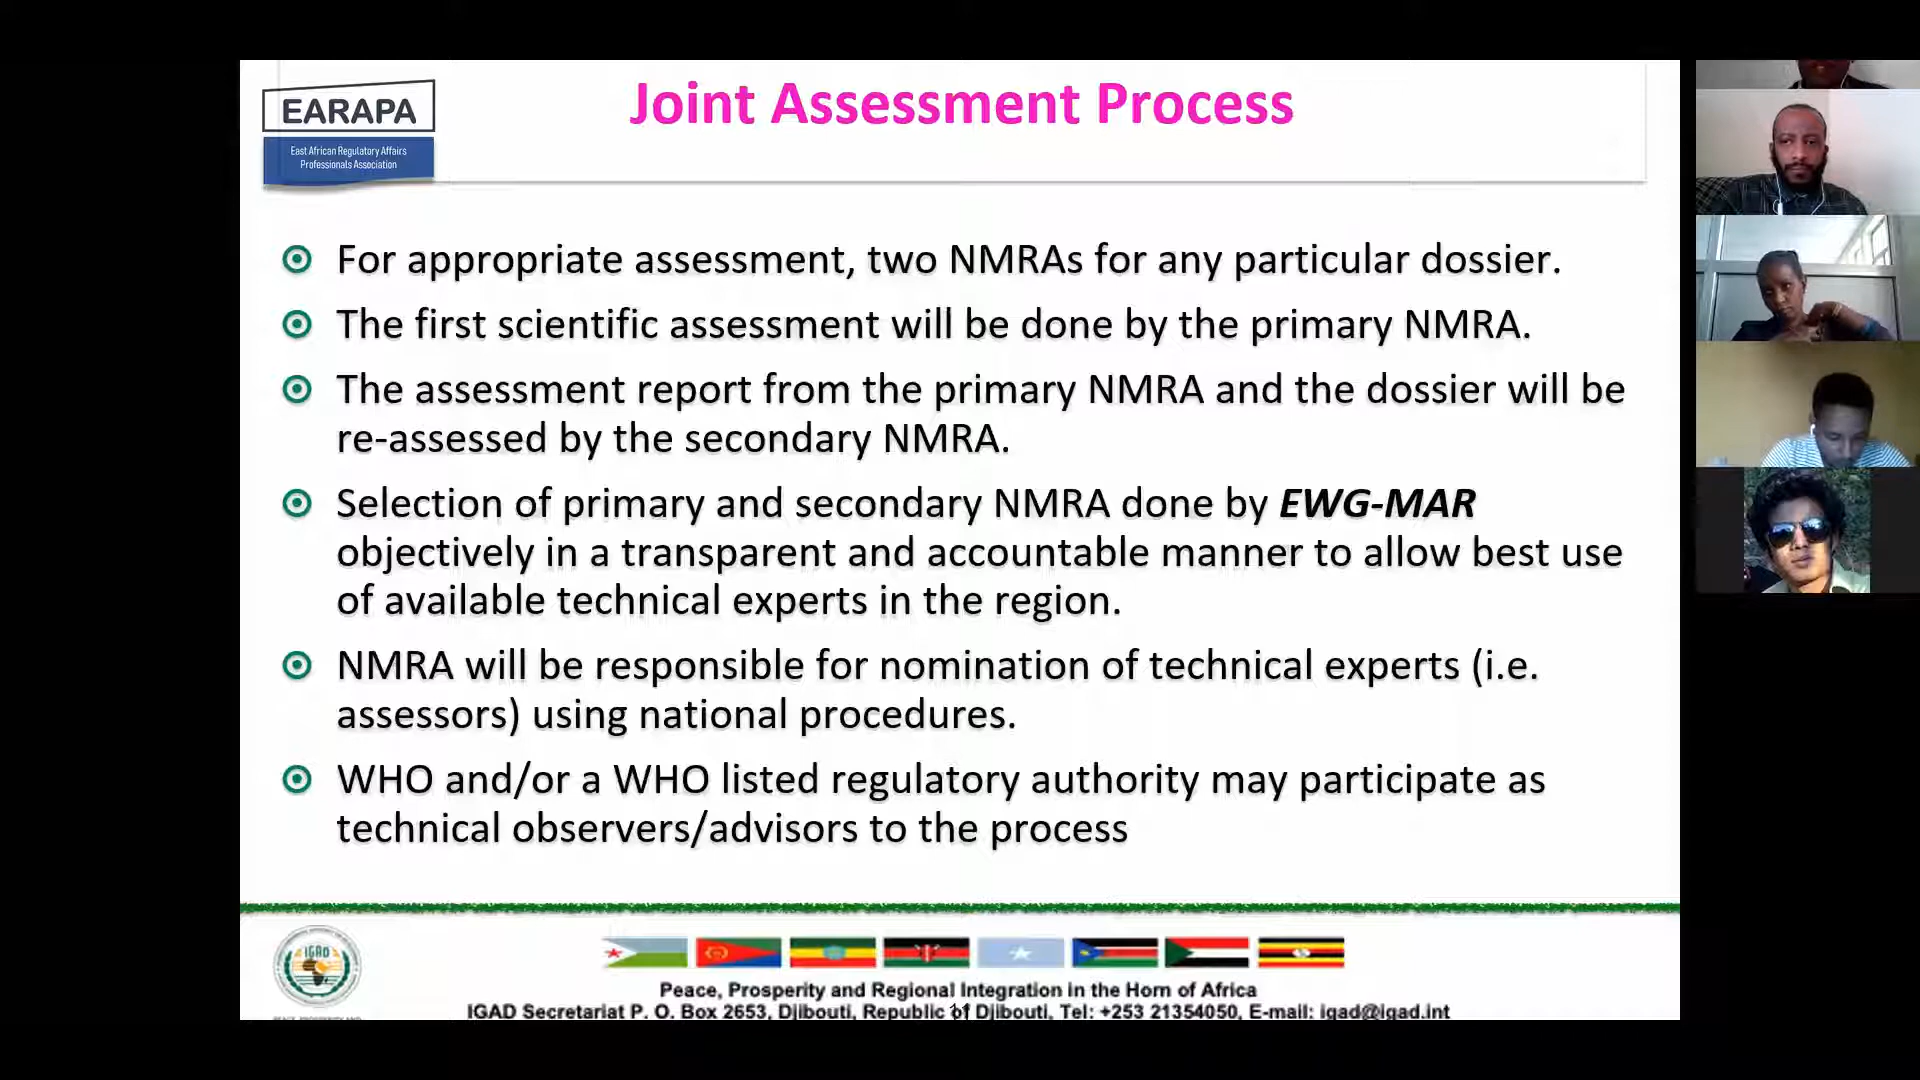 EARAPA
East African Regulatory Affairs
Professionals Association
Joint Assessment Process
For appropriate assessment, two NMRAs for any particular dossier.
The first scientific assessment will be done by the primary NMRA.
The assessment report from the primary NMRA and the dossier will be
re-assessed by the secondary NMRA.
Selection of primary and secondary NMRA done by EWG-MAR
objectively in a transparent and accountable manner to allow best use
of available technical experts in the region.
NMRA will be responsible for nomination of technical experts (i.e.
assessors) using national procedures.
WHO and/or a WHO listed regulatory authority may participate as
technical observers/advisors to the process
IGAD
Peace, Prosperity and Regional Integration in the Horn of Africa
IGAD Secretariat P. O. Box 2653, Djibouti, Republic of Djibouti, Tel: +253 21354050, E-mail: igad@igad.int